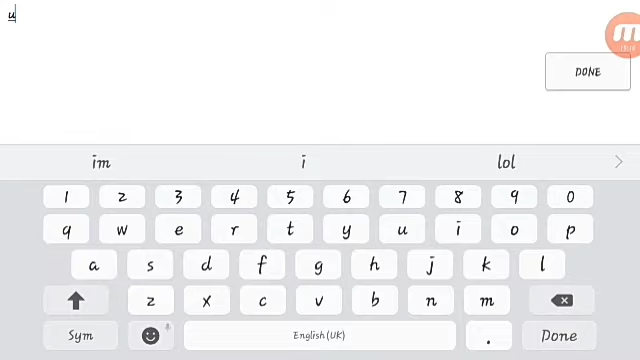 u
DONE
im i lol
1 2 3 4 5 6 7 8 9 0
q w e r t y u i o p
a s d f g h j k l
z x c v b n m
Sym English (UK) . Done